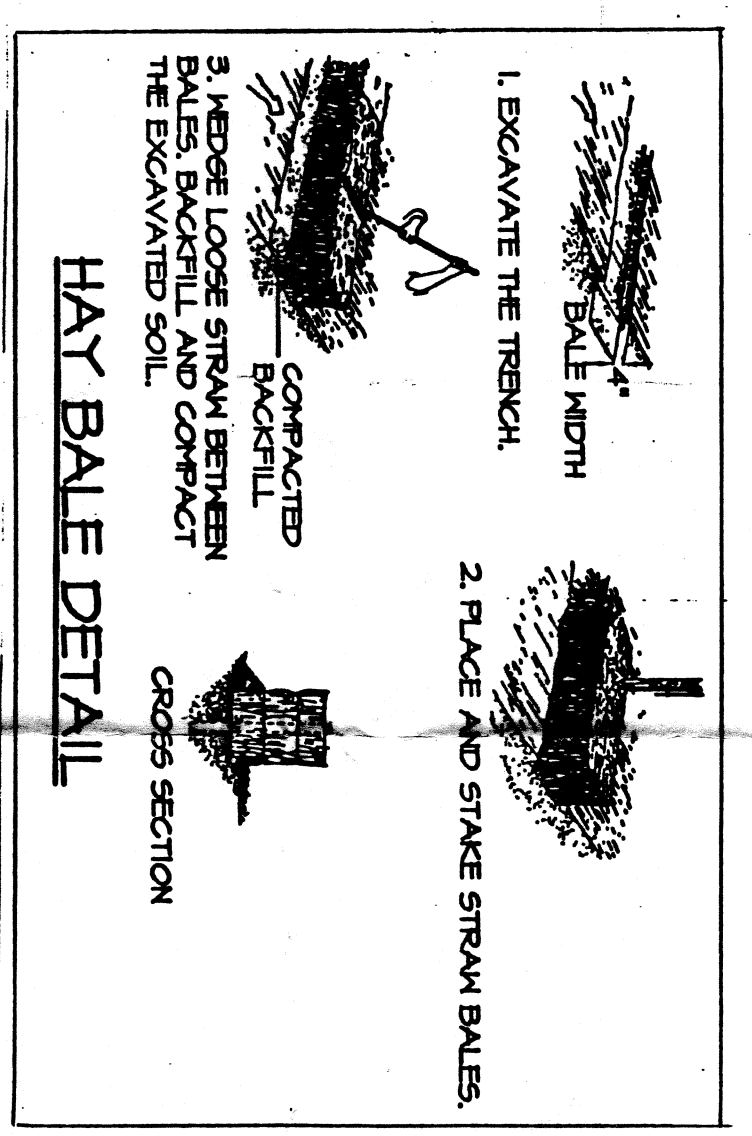 BALE WIDTH
4"
1. EXCAVATE THE TRENCH.
2. PLACE AND STAKE STRAW BALES.
COMPACTED
BACKFILL
3. WEDGE LOOSE STRAW BETWEEN
BALES. BACKFILL AND COMPACT
THE EXCAVATED SOIL.
CROSS SECTION
HAY BALE DETAIL